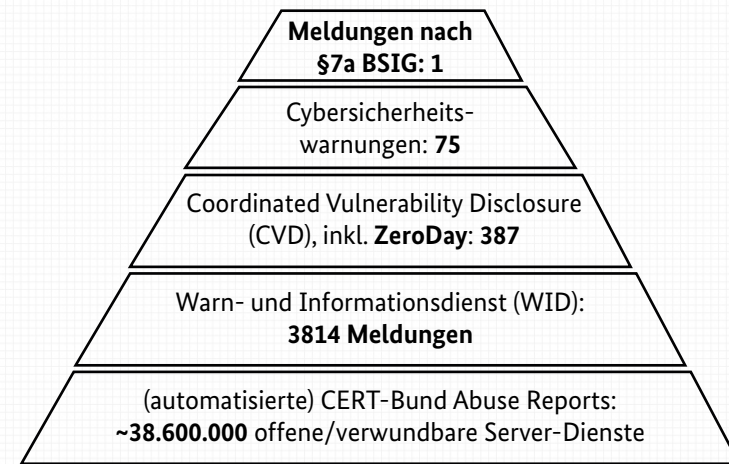 Meldungen nach
§7a BSIG: 1
Cybersicherheits-
warnungen: 75
Coordinated Vulnerability Disclosure
(CVD), inkl. ZeroDay: 387
Warn- und Informationsdienst (WID):
3814 Meldungen
(automatisierte) CERT-Bund Abuse Reports:
~38.600.000 offene/verwundbare Server-Dienste